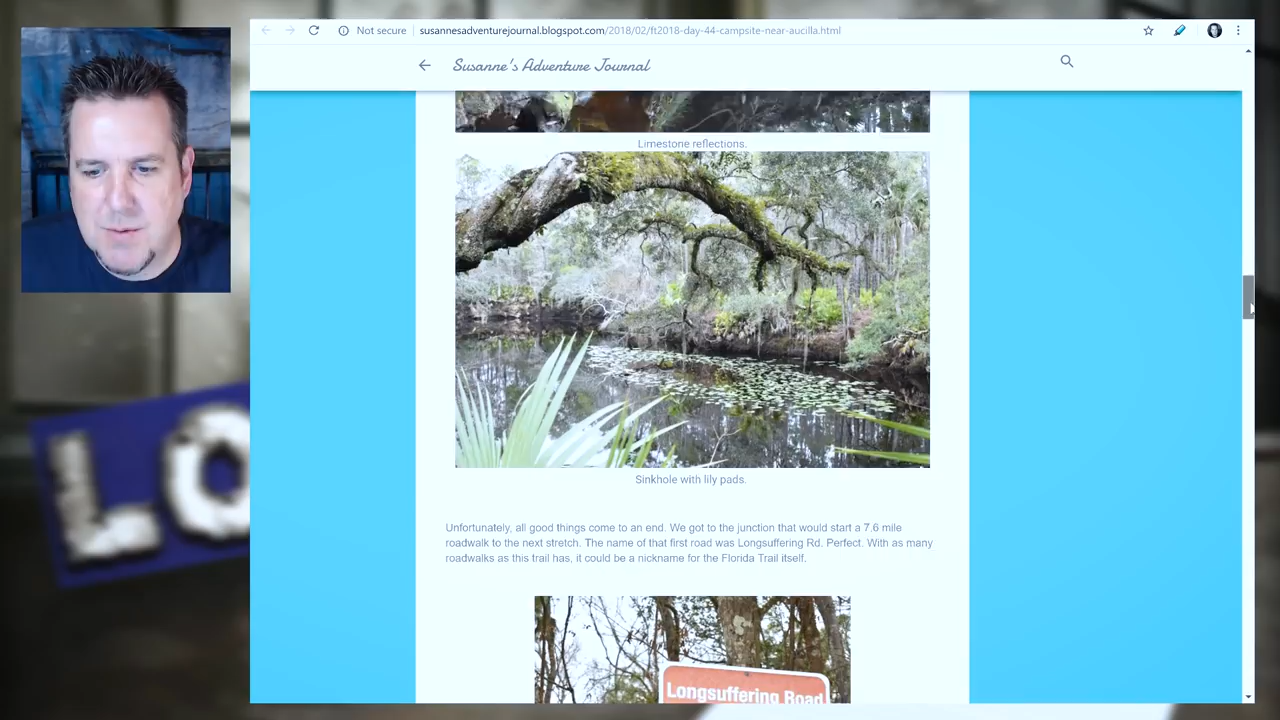 Not secure
susannesadventurejournal.blogspot.com/2018/02/ft2018-day-44-campsite-near-aucilla.html
Susanne's Adventure Journal
Limestone reflections.
Sinkhole with lily pads.
Unfortunately, all good things come to an end. We got to the junction that would start a 7.6 mile
roadwalk to the next stretch. The name of that first road was Longsuffering Rd. Perfect. With as many
roadwalks as this trail has, it could be a nickname for the Florida Trail itself.
Longsuffering Road
LO